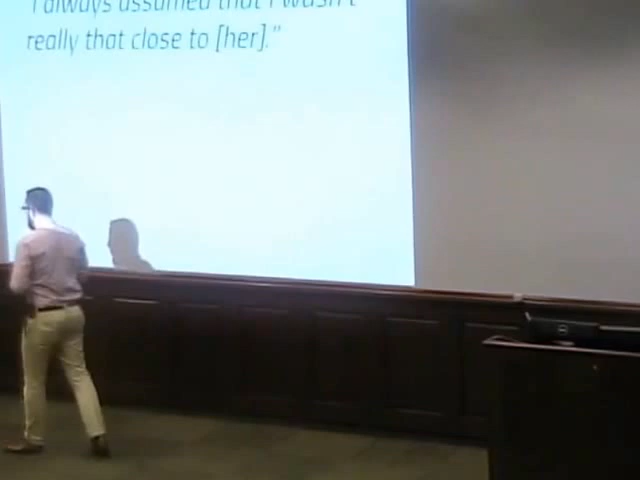 "I always assumed that I wasn't
really that close to [her]."